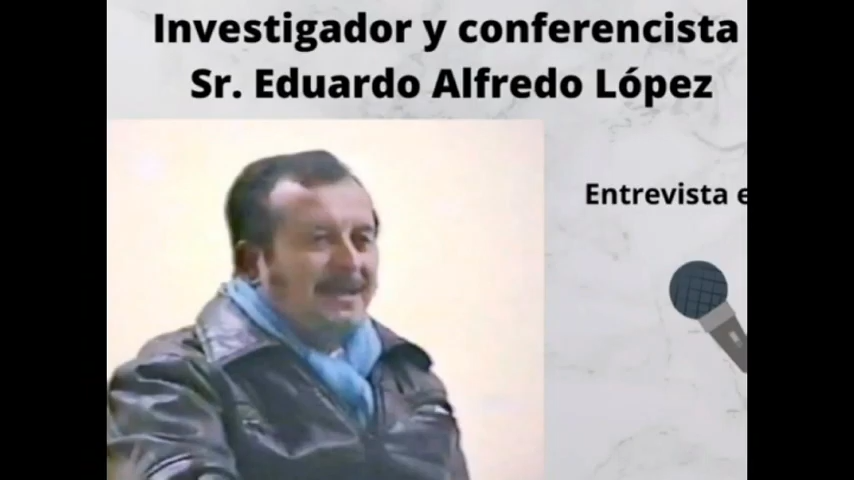 Investigador y conferencista
Sr. Eduardo Alfredo López
Entrevista